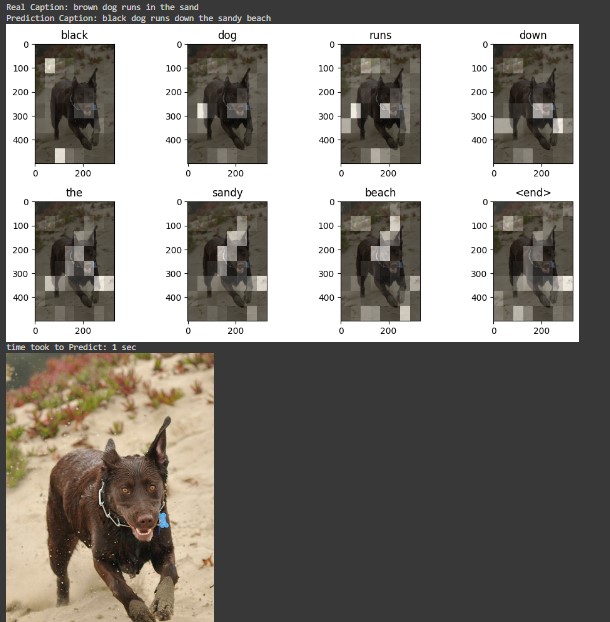 Real Caption: brown dog runs in the sand
Prediction Caption: black dog runs down the sandy beach
black dog runs down
0 0 0 0
100 100 100 100
200 200 200 200
300 300 300 300
400 400 400 400
0 200 0 200 0 200 0 200
the sandy beach <end>
0 0 0 0
100 100 100 100
200 200 200 200
300 300 300 300
400 400 400 400
0 200 0 200 0 200 0 200
time took to Predict: 1 sec